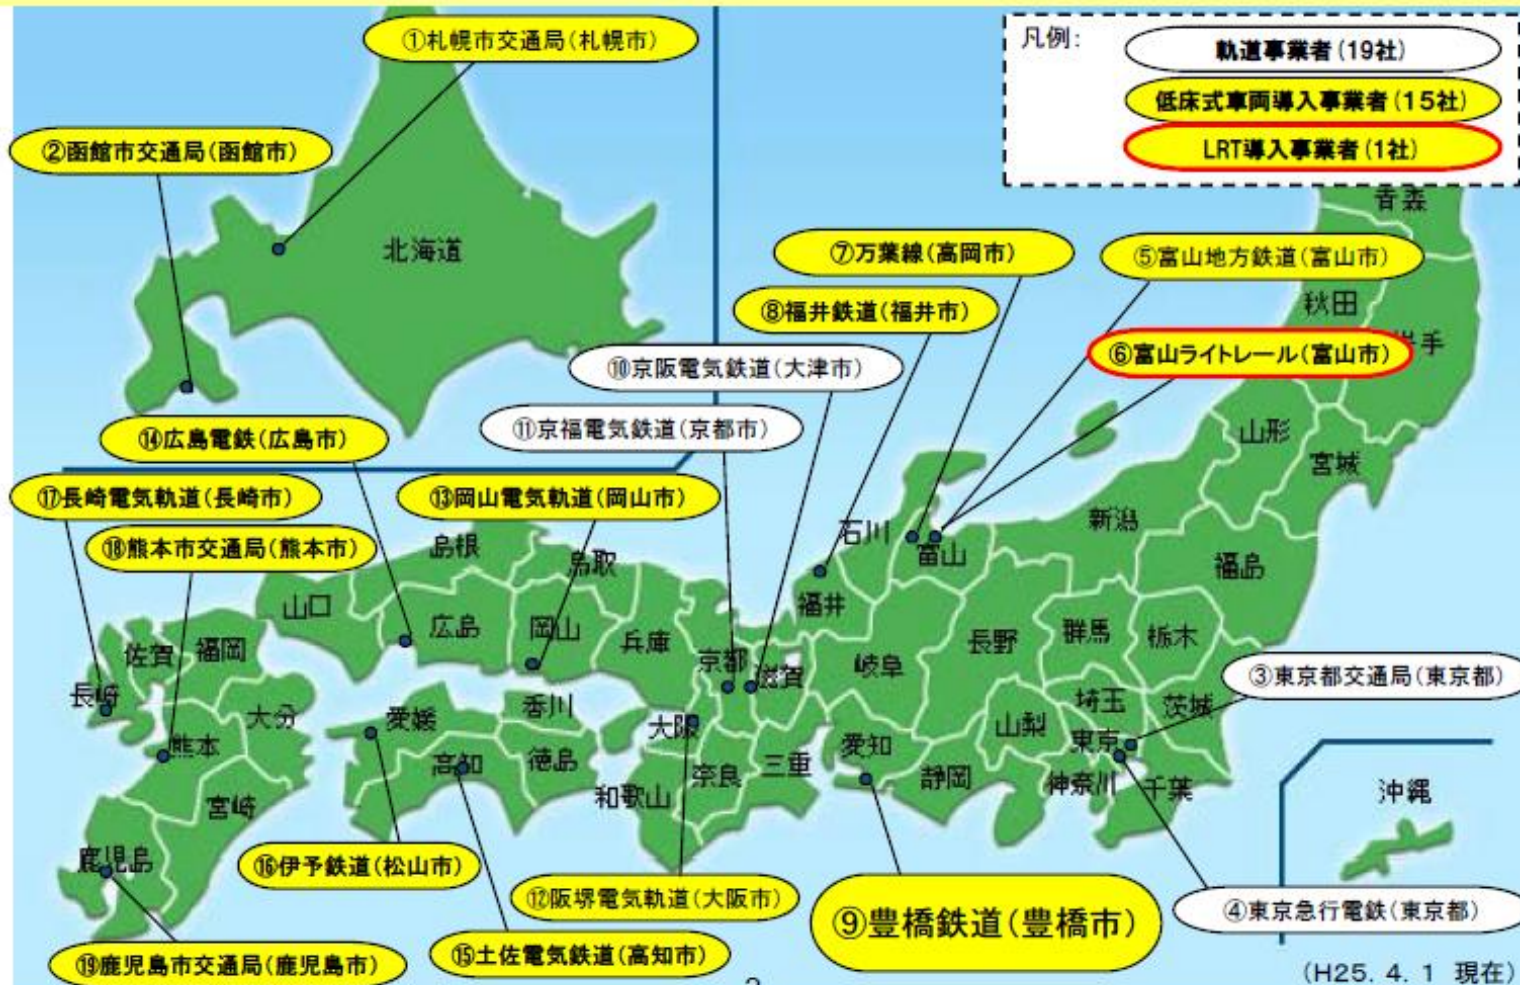 ①札幌市交通局(札幌市)
凡例:
軌道事業者(19社)
低床式車両導入事業者(15社)
LRT導入事業者(1社)
②函館市交通局(函館市)
北海道
青森
秋田
岩手
⑦万葉線(高岡市)
⑤富山地方鉄道(富山市)
⑧福井鉄道(福井市)
⑥富山ライトレール(富山市)
⑩京阪電気鉄道(大津市)
⑪京福電気鉄道(京都市)
⑭広島電鉄(広島市)
山形
宮城
⑰長崎電気軌道(長崎市)
⑬岡山電気軌道(岡山市)
⑱熊本市交通局(熊本市)
島根
鳥取
石川
富山
新潟
福島
山口
広島
岡山
兵庫
福井
長野
群馬
栃木
佐賀
福岡
京都
滋賀
岐阜
③東京都交通局(東京都)
長崎
大分
愛媛
香川
大阪
埼玉
茨城
熊本
高知
徳島
奈良
三重
愛知
山梨
東京
宮崎
和歌山
静岡
神奈川
千葉
沖縄
鹿児島
⑯伊予鉄道(松山市)
⑫阪堺電気軌道(大阪市)
⑨豊橋鉄道(豊橋市)
④東京急行電鉄(東京都)
⑮土佐電気鉄道(高知市)
⑲鹿児島市交通局(鹿児島市)
(H25.4.1 現在)